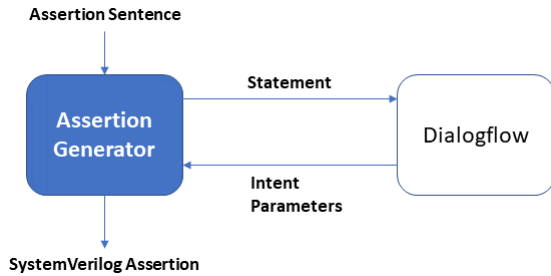 Assertion Sentence
Statement
Assertion
Generator
Dialogflow
Intent
Parameters
SystemVerilog Assertion